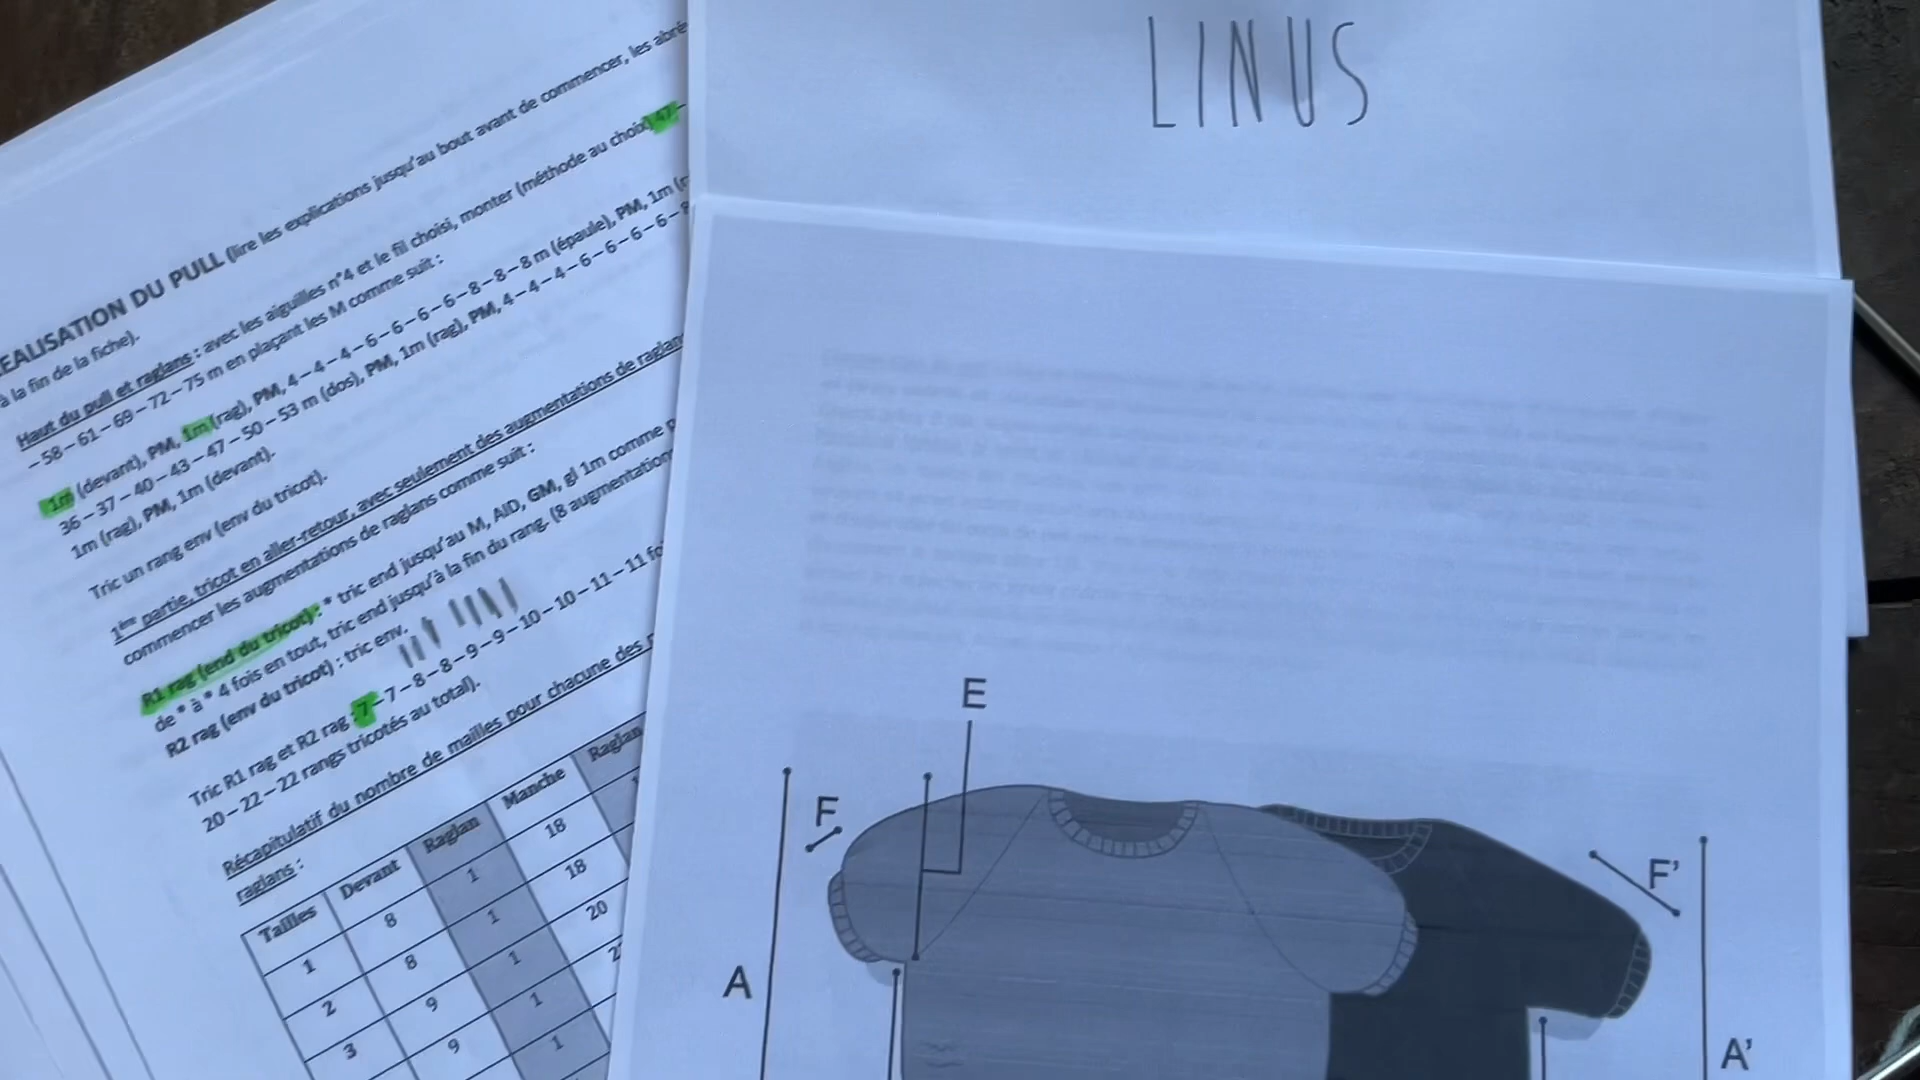 REALISATION DU PULL (lire les explications jusqu'au bout avant de commencer, les abré
à la fin de la fiche).
Haut du pull et raglans : avec les aiguilles n°4 et le fil choisi, monter (méthode au choix) 47 –
– 58 – 61 – 69 – 72 – 75 m en plaçant les M comme suit :
1m (devant), PM, 1m (rag), PM, 4 – 4 – 4 – 6 – 6 – 6 – 6 – 8 – 8 – 8 m (épaule), PM, 1m (r
36 – 37 – 40 – 43 – 47 – 50 – 53 m (dos), PM, 1m (rag), PM, 4 – 4 – 4 – 6 – 6 – 6 – 6 – 8
1m (rag), PM, 1m (devant).
Tric un rang env (env du tricot).
1ère partie, tricot en aller-retour, avec seulement des augmentations de raglans
commencer les augmentations de raglans comme suit :
R1 rag (end du tricot) : * tric end jusqu'au M, AID, GM, gl 1m comme p
de * à * 4 fois en tout, tric end jusqu'à la fin du rang. (8 augmentations
R2 rag (env du tricot) : tric env.
Tric R1 rag et R2 rag : 7 – 7 – 8 – 8 – 9 – 9 – 10 – 10 – 11 – 11 fo
20 – 22 – 22 rangs tricotés au total).
Récapitulatif du nombre de mailles pour chacune des p
raglans :
Tailles Devant Raglan Manche Raglan
1 8 1 18 1
2 8 1 18
3 9 1 20
9 1
LINUS
E
F
F'
A
A'